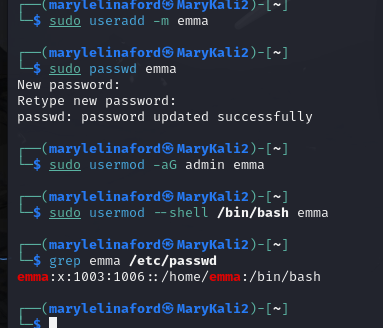 ┌──(marylelinaford㉿MaryKali2)-[~]
└─$ sudo useradd -m emma
┌──(marylelinaford㉿MaryKali2)-[~]
└─$ sudo passwd emma
New password:
Retype new password:
passwd: password updated successfully
┌──(marylelinaford㉿MaryKali2)-[~]
└─$ sudo usermod -aG admin emma
┌──(marylelinaford㉿MaryKali2)-[~]
└─$ sudo usermod --shell /bin/bash emma
┌──(marylelinaford㉿MaryKali2)-[~]
└─$ grep emma /etc/passwd
emma:x:1003:1006::/home/emma:/bin/bash
┌──(marylelinaford㉿MaryKali2)-[~]
└─$